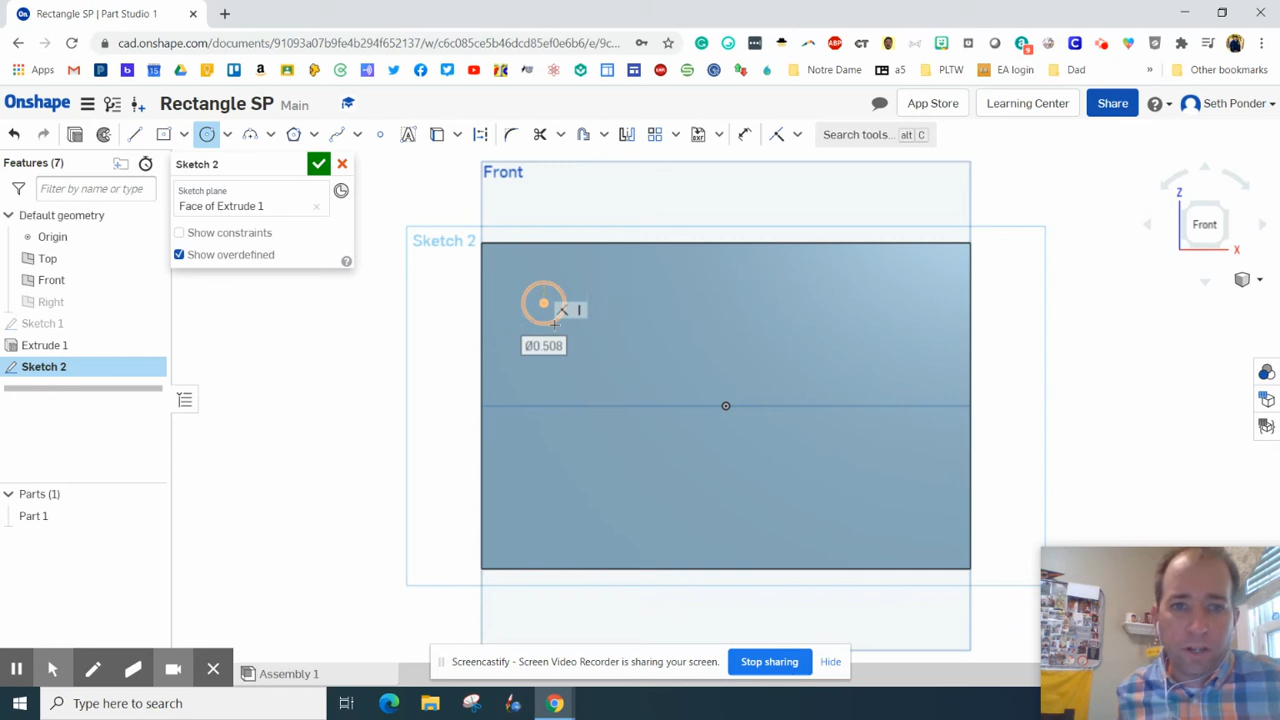 On Rectangle SP | Part Studio 1
cad.onshape.com/documents/91093a07b9fe4b294f652137/w/c6c085ce5b6dcd85ef0e6b6/e/9c...
Apps
Notre Dame
a5
PLTW
EA login
Dad
»
Other bookmarks
Onshape
Rectangle SP
Main
App Store
Learning Center
Share
Seth Ponder
Search tools...
alt
C
Features (7)
Filter by name or type
Default geometry
Origin
Top
Front
Right
Sketch 1
Extrude 1
Sketch 2
Parts (1)
Part 1
Sketch 2
Sketch plane
Face of Extrude 1
Show constraints
Show overdefined
Front
Sketch 2
Ø0.508
Z
Front
X
Screencastify - Screen Video Recorder is sharing your screen.
Stop sharing
Hide
Assembly 1
Type here to search